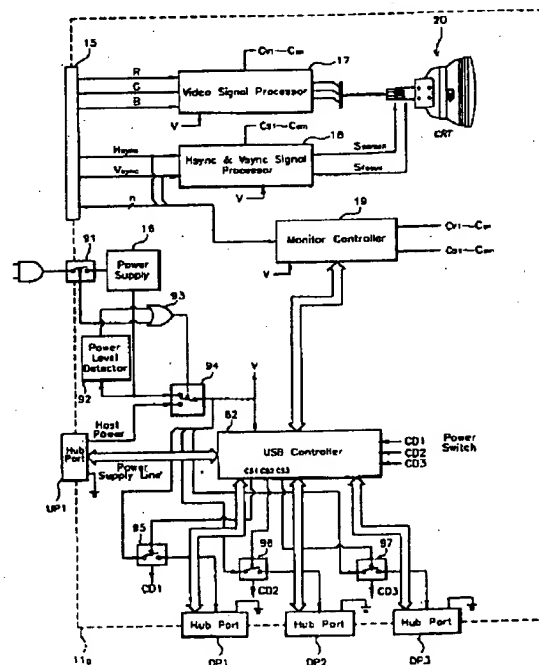 20
15
17
R
G
B
Video Signal Processor
V
CRT
18
Hsync
Vsync
Hsync & Vsync Signal
Processor
V
n
19
Monitor Controller
V
91
16
Power
Supply
93
Power
Level
Detector
92
94
V
Host
Power
62
USB Controller
CS1 CS2 CS3
CD1
CD2
CD3
Power
Switch
Hub
Port
UP1
Power
Supply Line
95
CD1
96
CD2
97
CD3
Hub Port
Hub Port
Hub Port
DP1
DP2
DP3